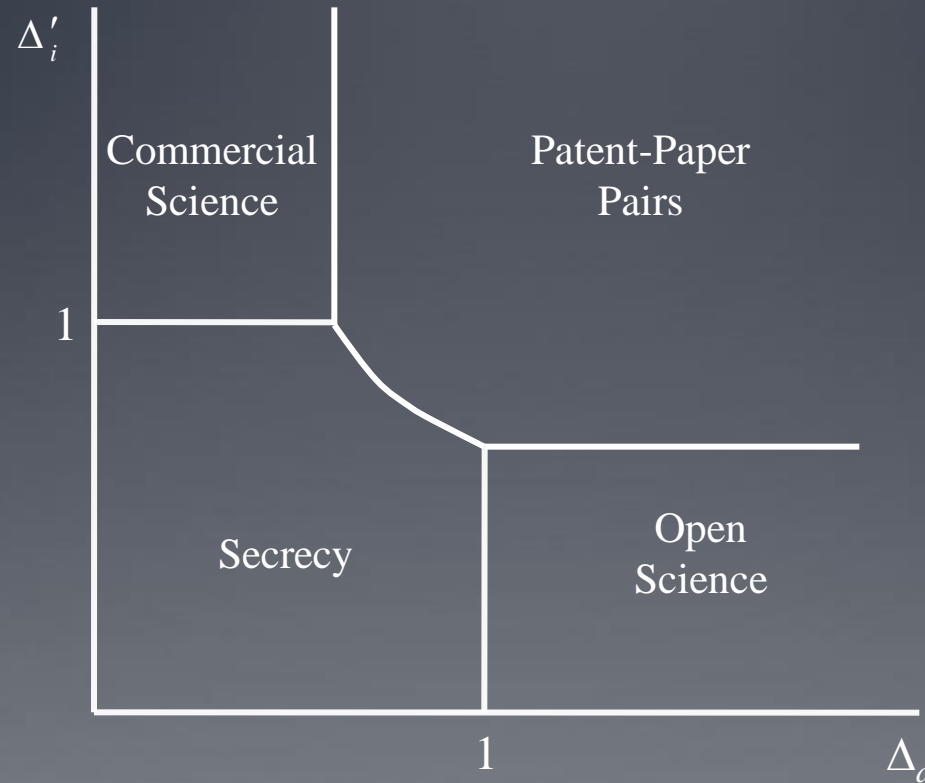 Δ′ᵢ
Commercial
Science
Patent-Paper
Pairs
1
Secrecy
Open
Science
1
Δ